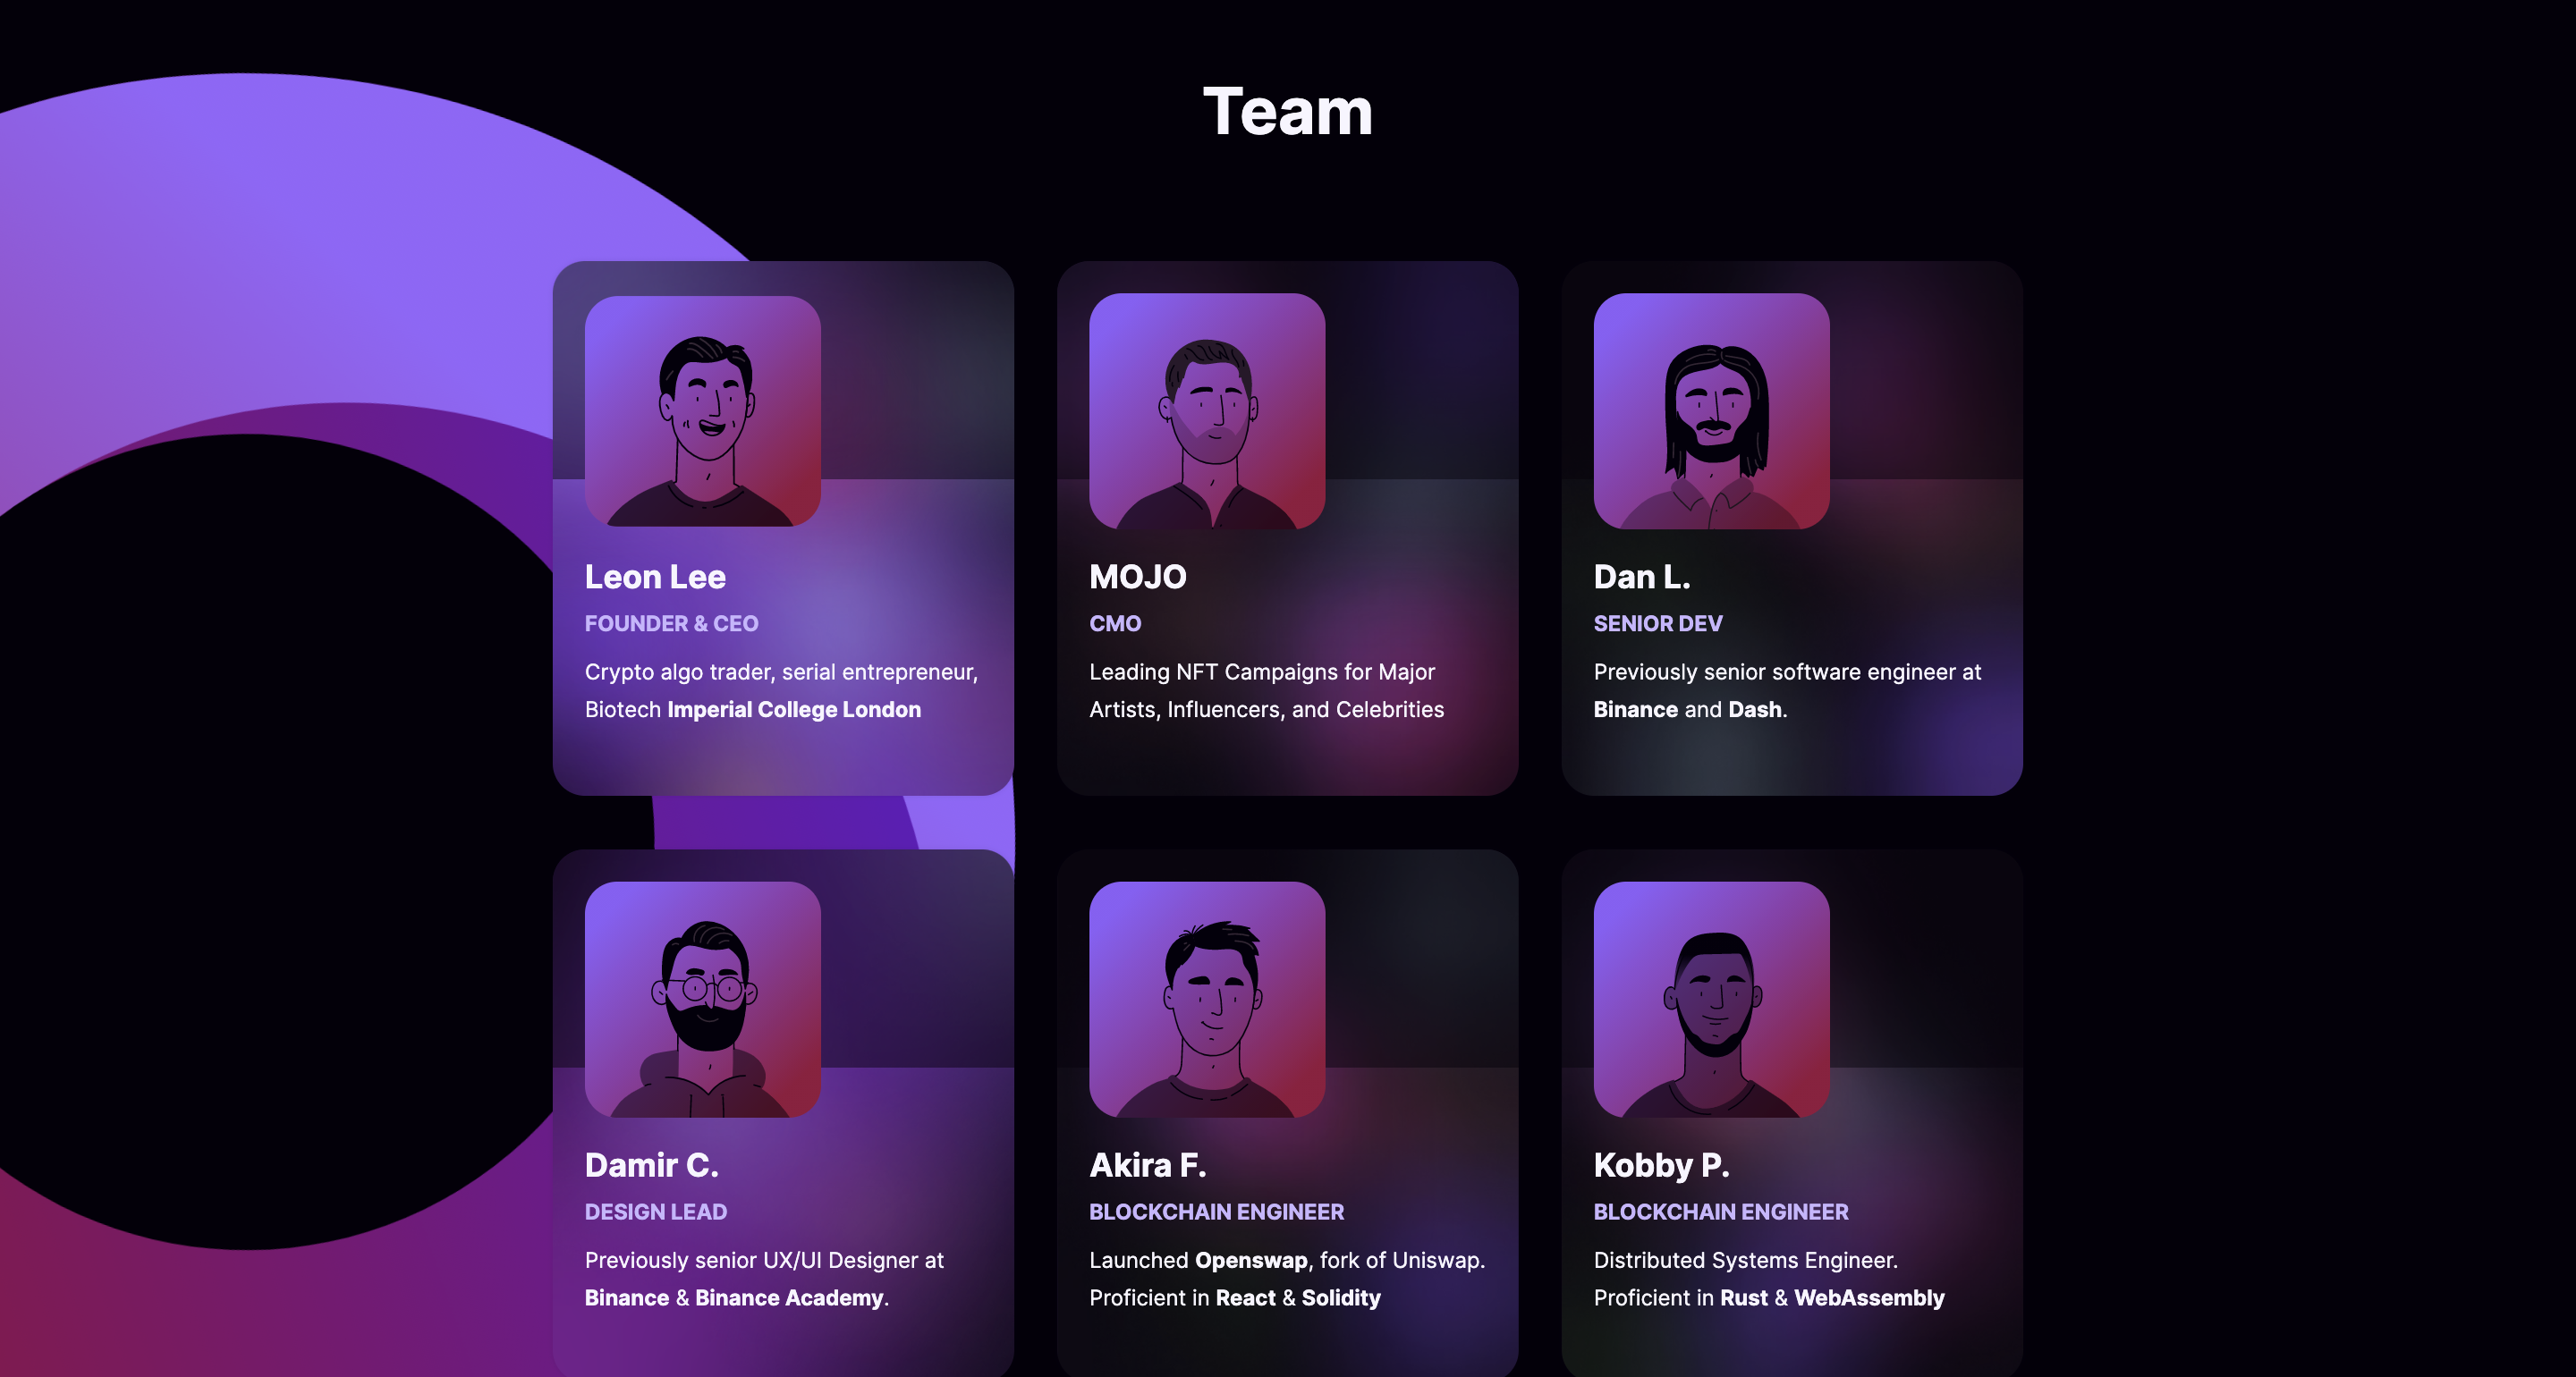 Team
Leon Lee
FOUNDER & CEO
Crypto algo trader, serial entrepreneur,
Biotech Imperial College London
MOJO
CMO
Leading NFT Campaigns for Major
Artists, Influencers, and Celebrities
Dan L.
SENIOR DEV
Previously senior software engineer at
Binance and Dash.
Damir C.
DESIGN LEAD
Previously senior UX/UI Designer at
Binance & Binance Academy.
Akira F.
BLOCKCHAIN ENGINEER
Launched Openswap, fork of Uniswap.
Proficient in React & Solidity
Kobby P.
BLOCKCHAIN ENGINEER
Distributed Systems Engineer.
Proficient in Rust & WebAssembly